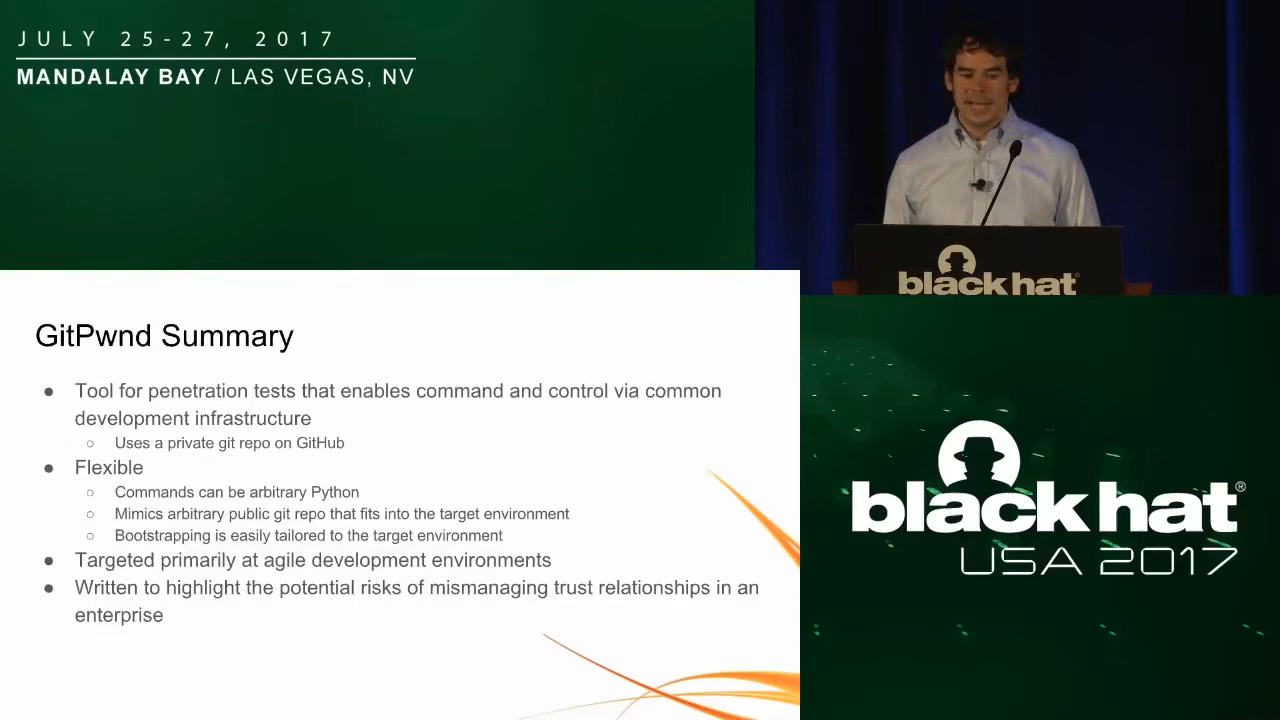 JULY 25-27, 2017
MANDALAY BAY / LAS VEGAS, NV
black hat
GitPwnd Summary
● Tool for penetration tests that enables command and control via common
development infrastructure
○ Uses a private git repo on GitHub
● Flexible
○ Commands can be arbitrary Python
○ Mimics arbitrary public git repo that fits into the target environment
○ Bootstrapping is easily tailored to the target environment
● Targeted primarily at agile development environments
● Written to highlight the potential risks of mismanaging trust relationships in an
enterprise
black hat®
USA 2017